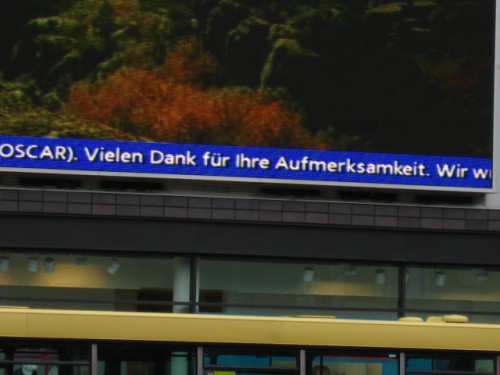 OSCAR). Vielen Dank für Ihre Aufmerksamkeit. Wir